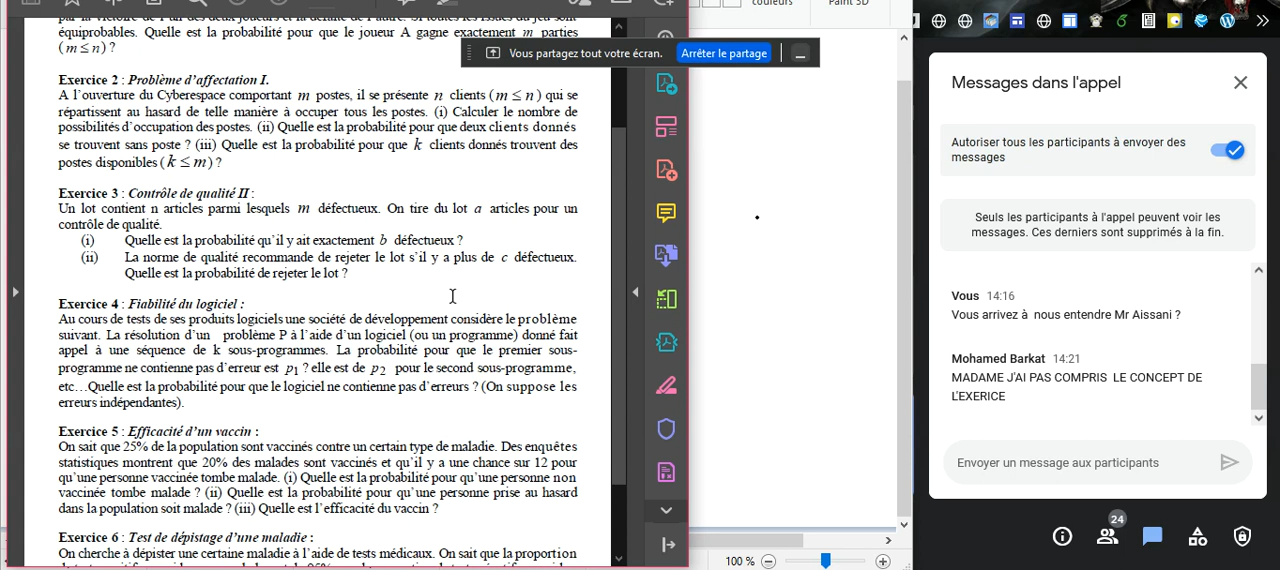 équiprobables. Quelle est la probabilité pour que le joueur A gagne exactement m parties
(m ≤ n) ?
Exercice 2 : Problème d'affectation I.
A l'ouverture du Cyberespace comportant m postes, il se présente n clients (m ≤ n) qui se
répartissent au hasard de telle manière à occuper tous les postes. (i) Calculer le nombre de
possibilités d'occupation des postes. (ii) Quelle est la probabilité pour que deux clients donnés
se trouvent sans poste ? (iii) Quelle est la probabilité pour que k clients donnés trouvent des
postes disponibles (k ≤ m) ?
Exercice 3 : Contrôle de qualité II :
Un lot contient n articles parmi lesquels m défectueux. On tire du lot a articles pour un
contrôle de qualité.
(i) Quelle est la probabilité qu'il y ait exactement b défectueux ?
(ii) La norme de qualité recommande de rejeter le lot s'il y a plus de c défectueux.
Quelle est la probabilité de rejeter le lot ?
Exercice 4 : Fiabilité du logiciel :
Au cours de tests de ses produits logiciels une société de développement considère le problème
suivant. La résolution d'un problème P à l'aide d'un logiciel (ou un programme) donné fait
appel à une séquence de k sous-programmes. La probabilité pour que le premier sous-
programme ne contienne pas d'erreur est p1 ? elle est de p2 pour le second sous-programme,
etc...Quelle est la probabilité pour que le logiciel ne contienne pas d'erreurs ? (On suppose les
erreurs indépendantes).
Exercice 5 : Efficacité d'un vaccin :
On sait que 25% de la population sont vaccinés contre un certain type de maladie. Des enquêtes
statistiques montrent que 20% des malades sont vaccinés et qu'il y a une chance sur 12 pour
qu'une personne vaccinée tombe malade. (i) Quelle est la probabilité pour qu'une personne non
vaccinée tombe malade ? (ii) Quelle est la probabilité pour qu'une personne prise au hasard
dans la population soit malade ? (iii) Quelle est l'efficacité du vaccin ?
Exercice 6 : Test de dépistage d'une maladie :
On cherche à dépister une certaine maladie à l'aide de tests médicaux. On sait que la proportion
Vous partagez tout votre écran. Arrêter le partage
couleurs
Paint 3D
100 %
Messages dans l'appel
Autoriser tous les participants à envoyer des
messages
Seuls les participants à l'appel peuvent voir les
messages. Ces derniers sont supprimés à la fin.
Vous 14:16
Vous arrivez à nous entendre Mr Aissani ?
Mohamed Barkat 14:21
MADAME J'AI PAS COMPRIS LE CONCEPT DE
L'EXERICE
Envoyer un message aux participants
24